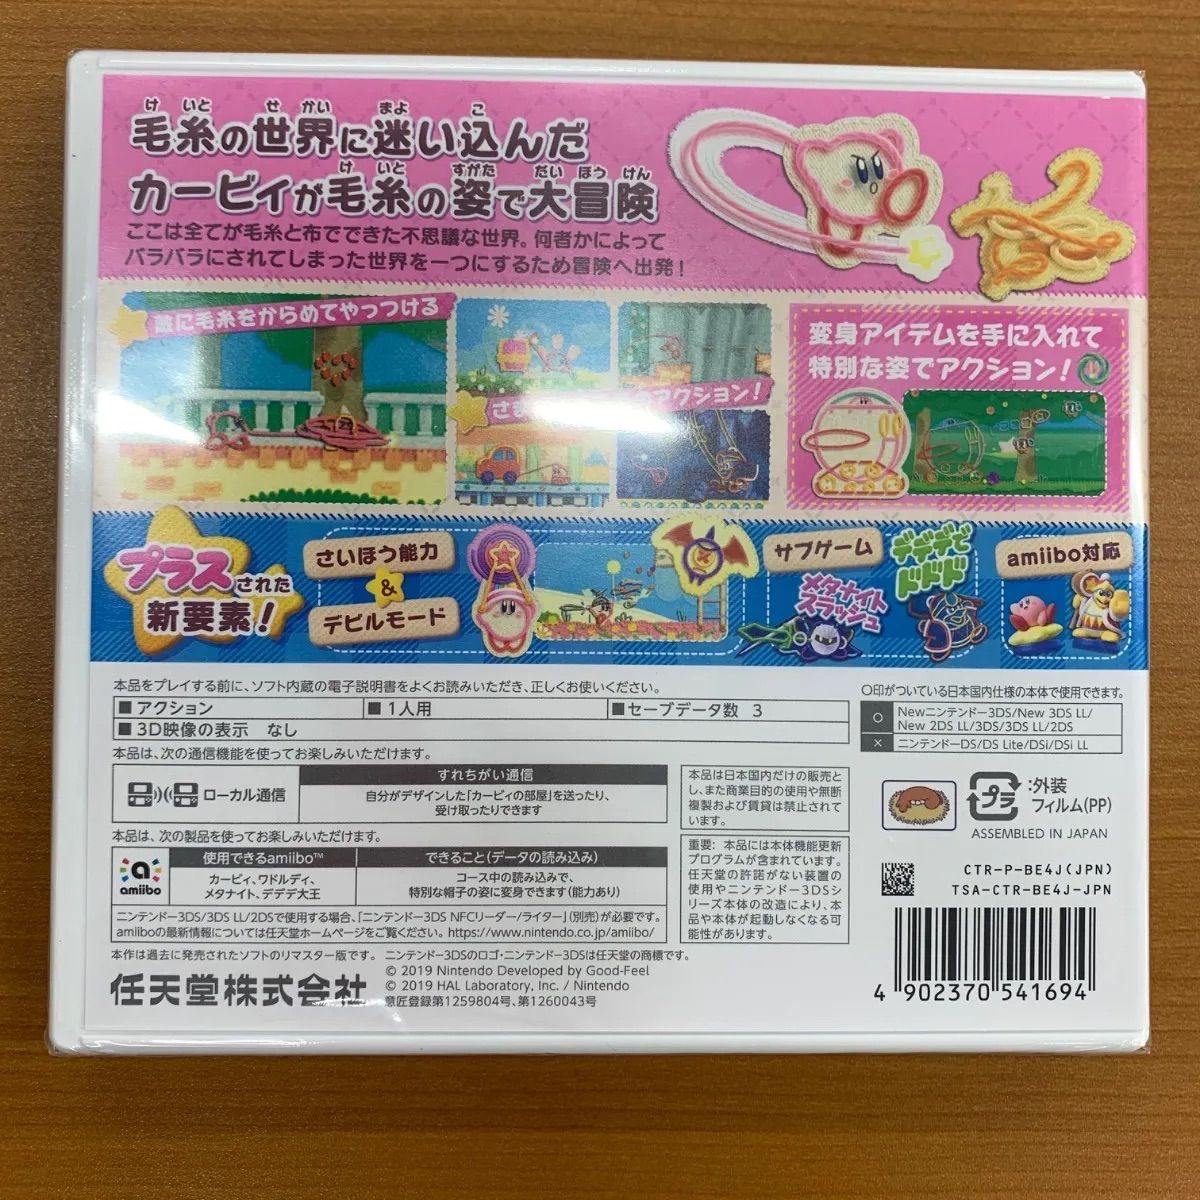 けいと せかい まよ こ
毛糸の世界に迷い込んだ
けいと すがた だいぼうけん
カービィが毛糸の姿で大冒険
ここは全てが毛糸と布でできた不思議な世界。何者かによって
バラバラにされてしまった世界を一つにするため冒険へ出発！
敵に毛糸をからめてやっつける
アクション！
変身アイテムを手に入れて
特別な姿でアクション！
プラスされた
新要素！
さいほう能力
&
デビルモード
サブゲーム
メタナイト
スラッシュ
デデデでピ
ドドド
amiibo対応
本品をプレイする前に、ソフト内蔵の電子説明書をよくお読みいただき、正しくお使いください。
■アクション ■1人用 ■セーブデータ数 3
■3D映像の表示 なし
○印がついている日本国内仕様の本体で使用できます。
○ Newニンテンドー3DS/New 3DS LL/
New 2DS LL/3DS/3DS LL/2DS
× ニンテンドーDS/DS Lite/DSi/DSi LL
本品は、次の通信機能を使ってお楽しみいただけます。
ローカル通信
すれちがい通信
自分がデザインした「カービィの部屋」を送ったり、
受け取ったりできます
本品は、次の製品を使ってお楽しみいただけます。
amiibo
使用できるamiibo™
カービィ、ワドルディ、
メタナイト、デデデ大王
できること(データの読み込み)
コース中の読み込みで、
特別な帽子の姿に変身できます(能力あり)
ニンテンドー3DS/3DS LL/2DSで使用する場合、「ニンテンドー3DS NFCリーダー/ライター」(別売)が必要です。
amiiboの最新情報については任天堂ホームページをご覧ください。https://www.nintendo.co.jp/amiibo/
本品は日本国内だけの販売と
し、また商業目的の使用や無断
複製および賃貸は禁止されて
います。
重要: 本品には本体機能更新
プログラムが含まれています。
任天堂の許諾がない装置の
使用やニンテンドー3DSシ
リーズ本体の改造により、本
品や本体が起動しなくなる可
能性があります。
プラ
:外装
フィルム(PP)
ASSEMBLED IN JAPAN
CTR-P-BE4J(JPN)
TSA-CTR-BE4J-JPN
4 902370 541694
本作は過去に発売されたソフトのリマスター版です。 ニンテンドー3DSのロゴ・ニンテンドー3DSは任天堂の商標です。
任天堂株式会社
© 2019 Nintendo Developed by Good-Feel
© 2019 HAL Laboratory, Inc. / Nintendo
意匠登録第1259804号、第1260043号